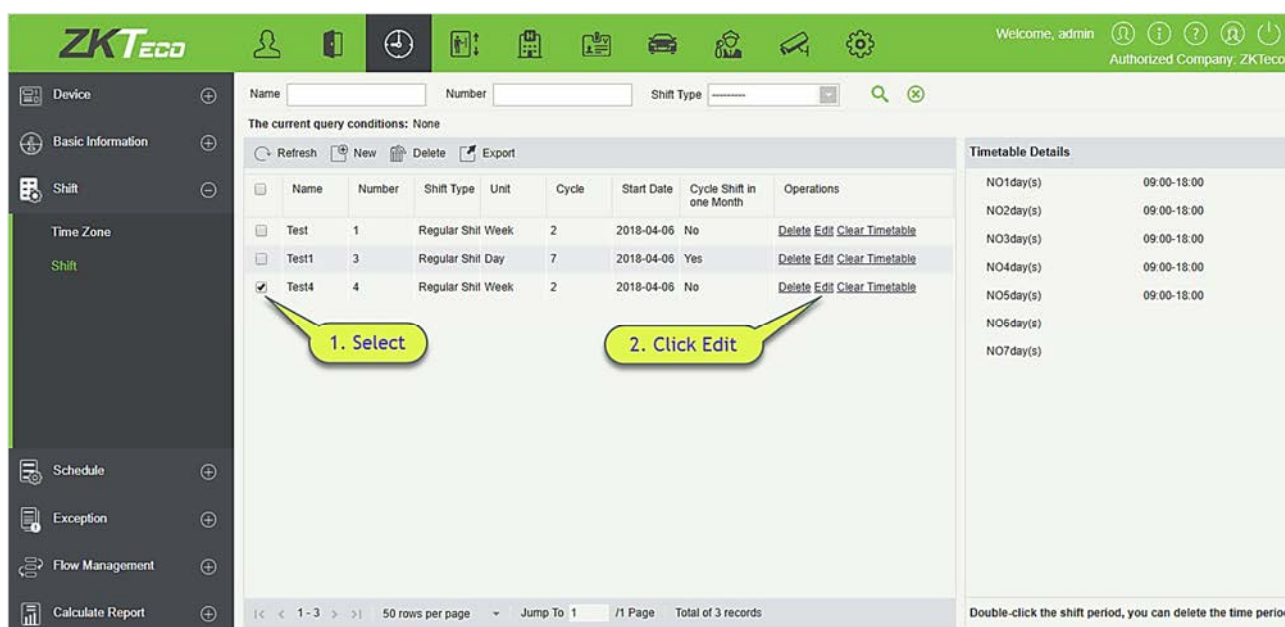 ZKTeco
Welcome, admin
Authorized Company: ZKTeco
Device
Basic Information
Shift
Time Zone
Shift
Schedule
Exception
Flow Management
Calculate Report
Name Number Shift Type ---------
The current query conditions: None
Refresh New Delete Export
Name Number Shift Type Unit Cycle Start Date Cycle Shift in one Month Operations
Test 1 Regular Shif Week 2 2018-04-06 No Delete Edit Clear Timetable
Test1 3 Regular Shif Day 7 2018-04-06 Yes Delete Edit Clear Timetable
Test4 4 Regular Shif Week 2 2018-04-06 No Delete Edit Clear Timetable
1. Select
2. Click Edit
|< < 1-3 > >| 50 rows per page Jump To 1 /1 Page Total of 3 records
Timetable Details
NO1day(s) 09:00-18:00
NO2day(s) 09:00-18:00
NO3day(s) 09:00-18:00
NO4day(s) 09:00-18:00
NO5day(s) 09:00-18:00
NO6day(s)
NO7day(s)
Double-click the shift period, you can delete the time perio